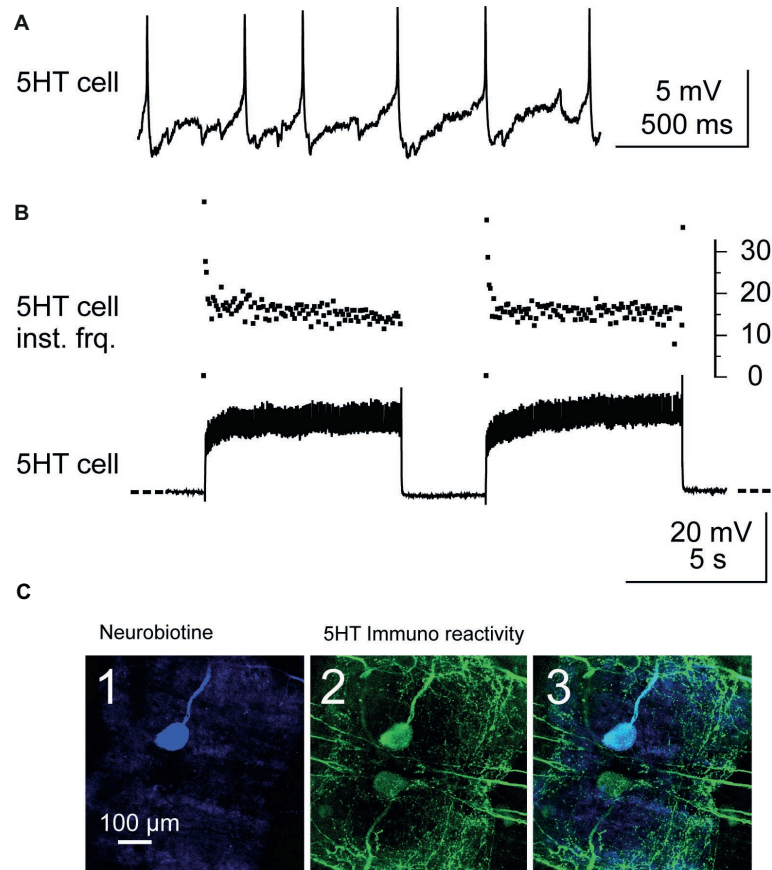 A
5HT cell
5 mV
500 ms
B
5HT cell
inst. frq.
30
20
10
0
5HT cell
20 mV
5 s
C
Neurobiotine
5HT Immuno reactivity
1
2
3
100 µm